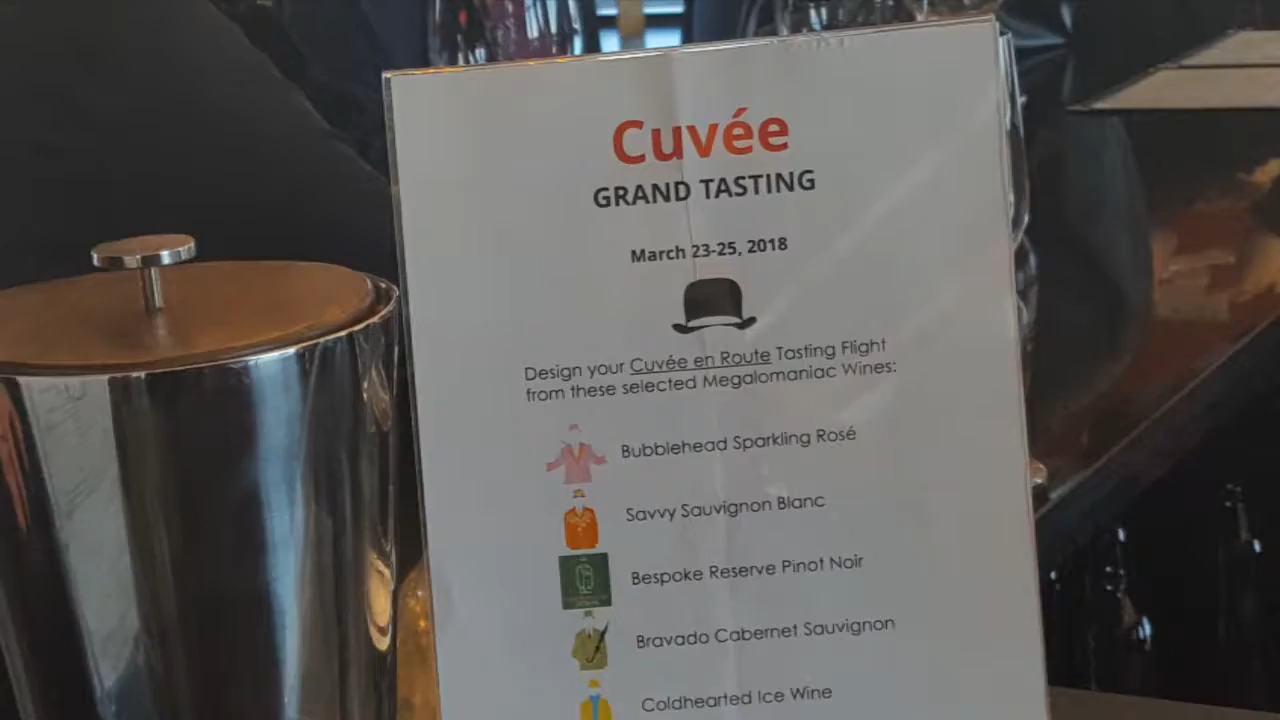 Cuvée
GRAND TASTING
March 23-25, 2018
Design your Cuvée en Route Tasting Flight
from these selected Megalomaniac Wines:
Bubblehead Sparkling Rosé
Savvy Sauvignon Blanc
Bespoke Reserve Pinot Noir
Bravado Cabernet Sauvignon
Coldhearted Ice Wine